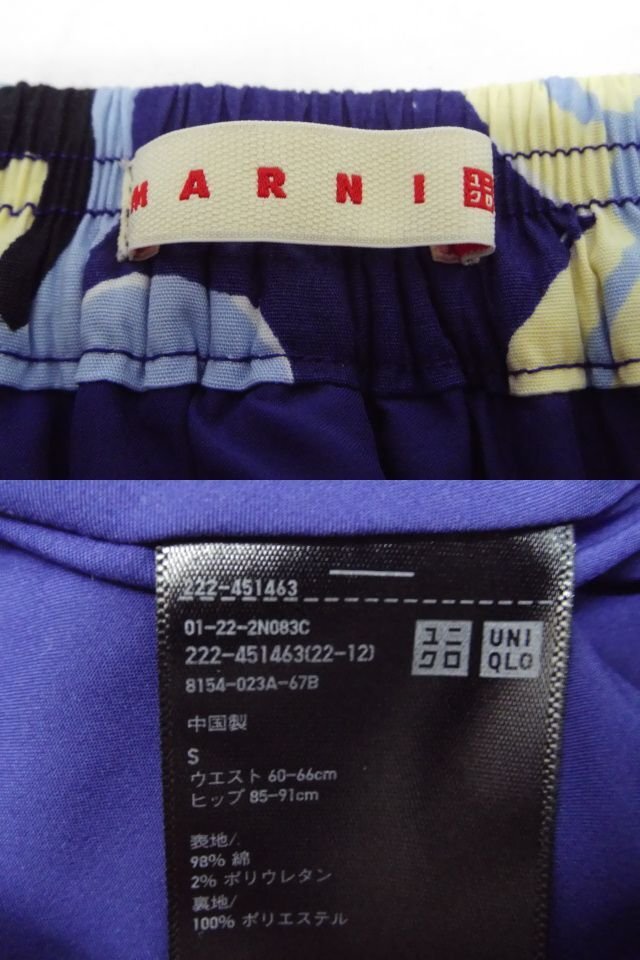 MARNI ユニクロ
222-451463
01-22-2N083C
222-451463(22-12)
8154-023A-67B
ユニクロ UNIQLO
中国製
S
ウエスト 60-66cm
ヒップ 85-91cm
表地/
98% 綿
2% ポリウレタン
裏地/
100% ポリエステル